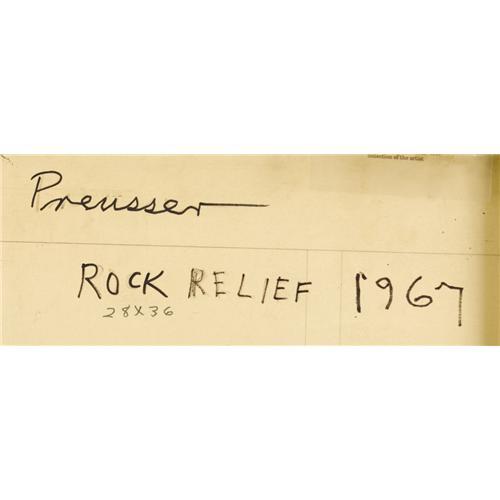 collection of the artist
Preusser
ROCK RELIEF 1967
28X36